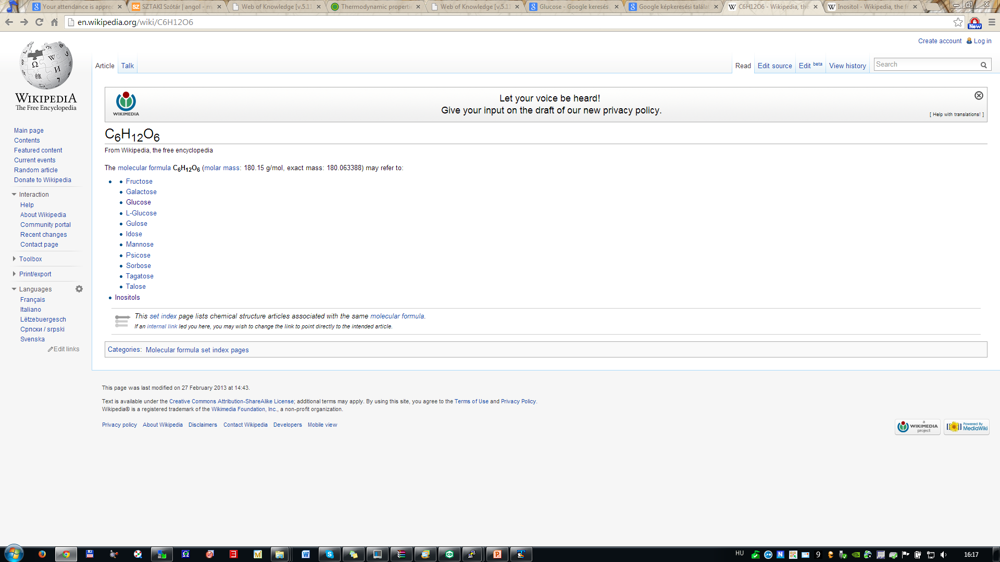 Your attendance is appre
SZTAKI Szótár | angol - m
Web of Knowledge [v.5.11
Thermodynamic properti
Web of Knowledge [v.5.11
Glucose - Google keresés
Google képkeresési találat
C6H12O6 - Wikipedia, the
Inositol - Wikipedia, the f
en.wikipedia.org/wiki/C6H12O6
New
Create account Log in
Article Talk
Read Edit source Edit beta View history Search
WIKIPEDIA
The Free Encyclopedia
Main page
Contents
Featured content
Current events
Random article
Donate to Wikipedia
Interaction
Help
About Wikipedia
Community portal
Recent changes
Contact page
Toolbox
Print/export
Languages
Français
Italiano
Lëtzebuergesch
Српски / srpski
Svenska
Edit links
WIKIMEDIA
Let your voice be heard!
Give your input on the draft of our new privacy policy.
[ Help with translations! ]
C6H12O6
From Wikipedia, the free encyclopedia
The molecular formula C6H12O6 (molar mass: 180.15 g/mol, exact mass: 180.063388) may refer to:
Fructose
Galactose
Glucose
L-Glucose
Gulose
Idose
Mannose
Psicose
Sorbose
Tagatose
Talose
Inositols
This set index page lists chemical structure articles associated with the same molecular formula.
If an internal link led you here, you may wish to change the link to point directly to the intended article.
Categories: Molecular formula set index pages
This page was last modified on 27 February 2013 at 14:43.
Text is available under the Creative Commons Attribution-ShareAlike License; additional terms may apply. By using this site, you agree to the Terms of Use and Privacy Policy.
Wikipedia® is a registered trademark of the Wikimedia Foundation, Inc., a non-profit organization.
Privacy policy About Wikipedia Disclaimers Contact Wikipedia Developers Mobile view
a WIKIMEDIA project
Powered By MediaWiki
HU
16:17